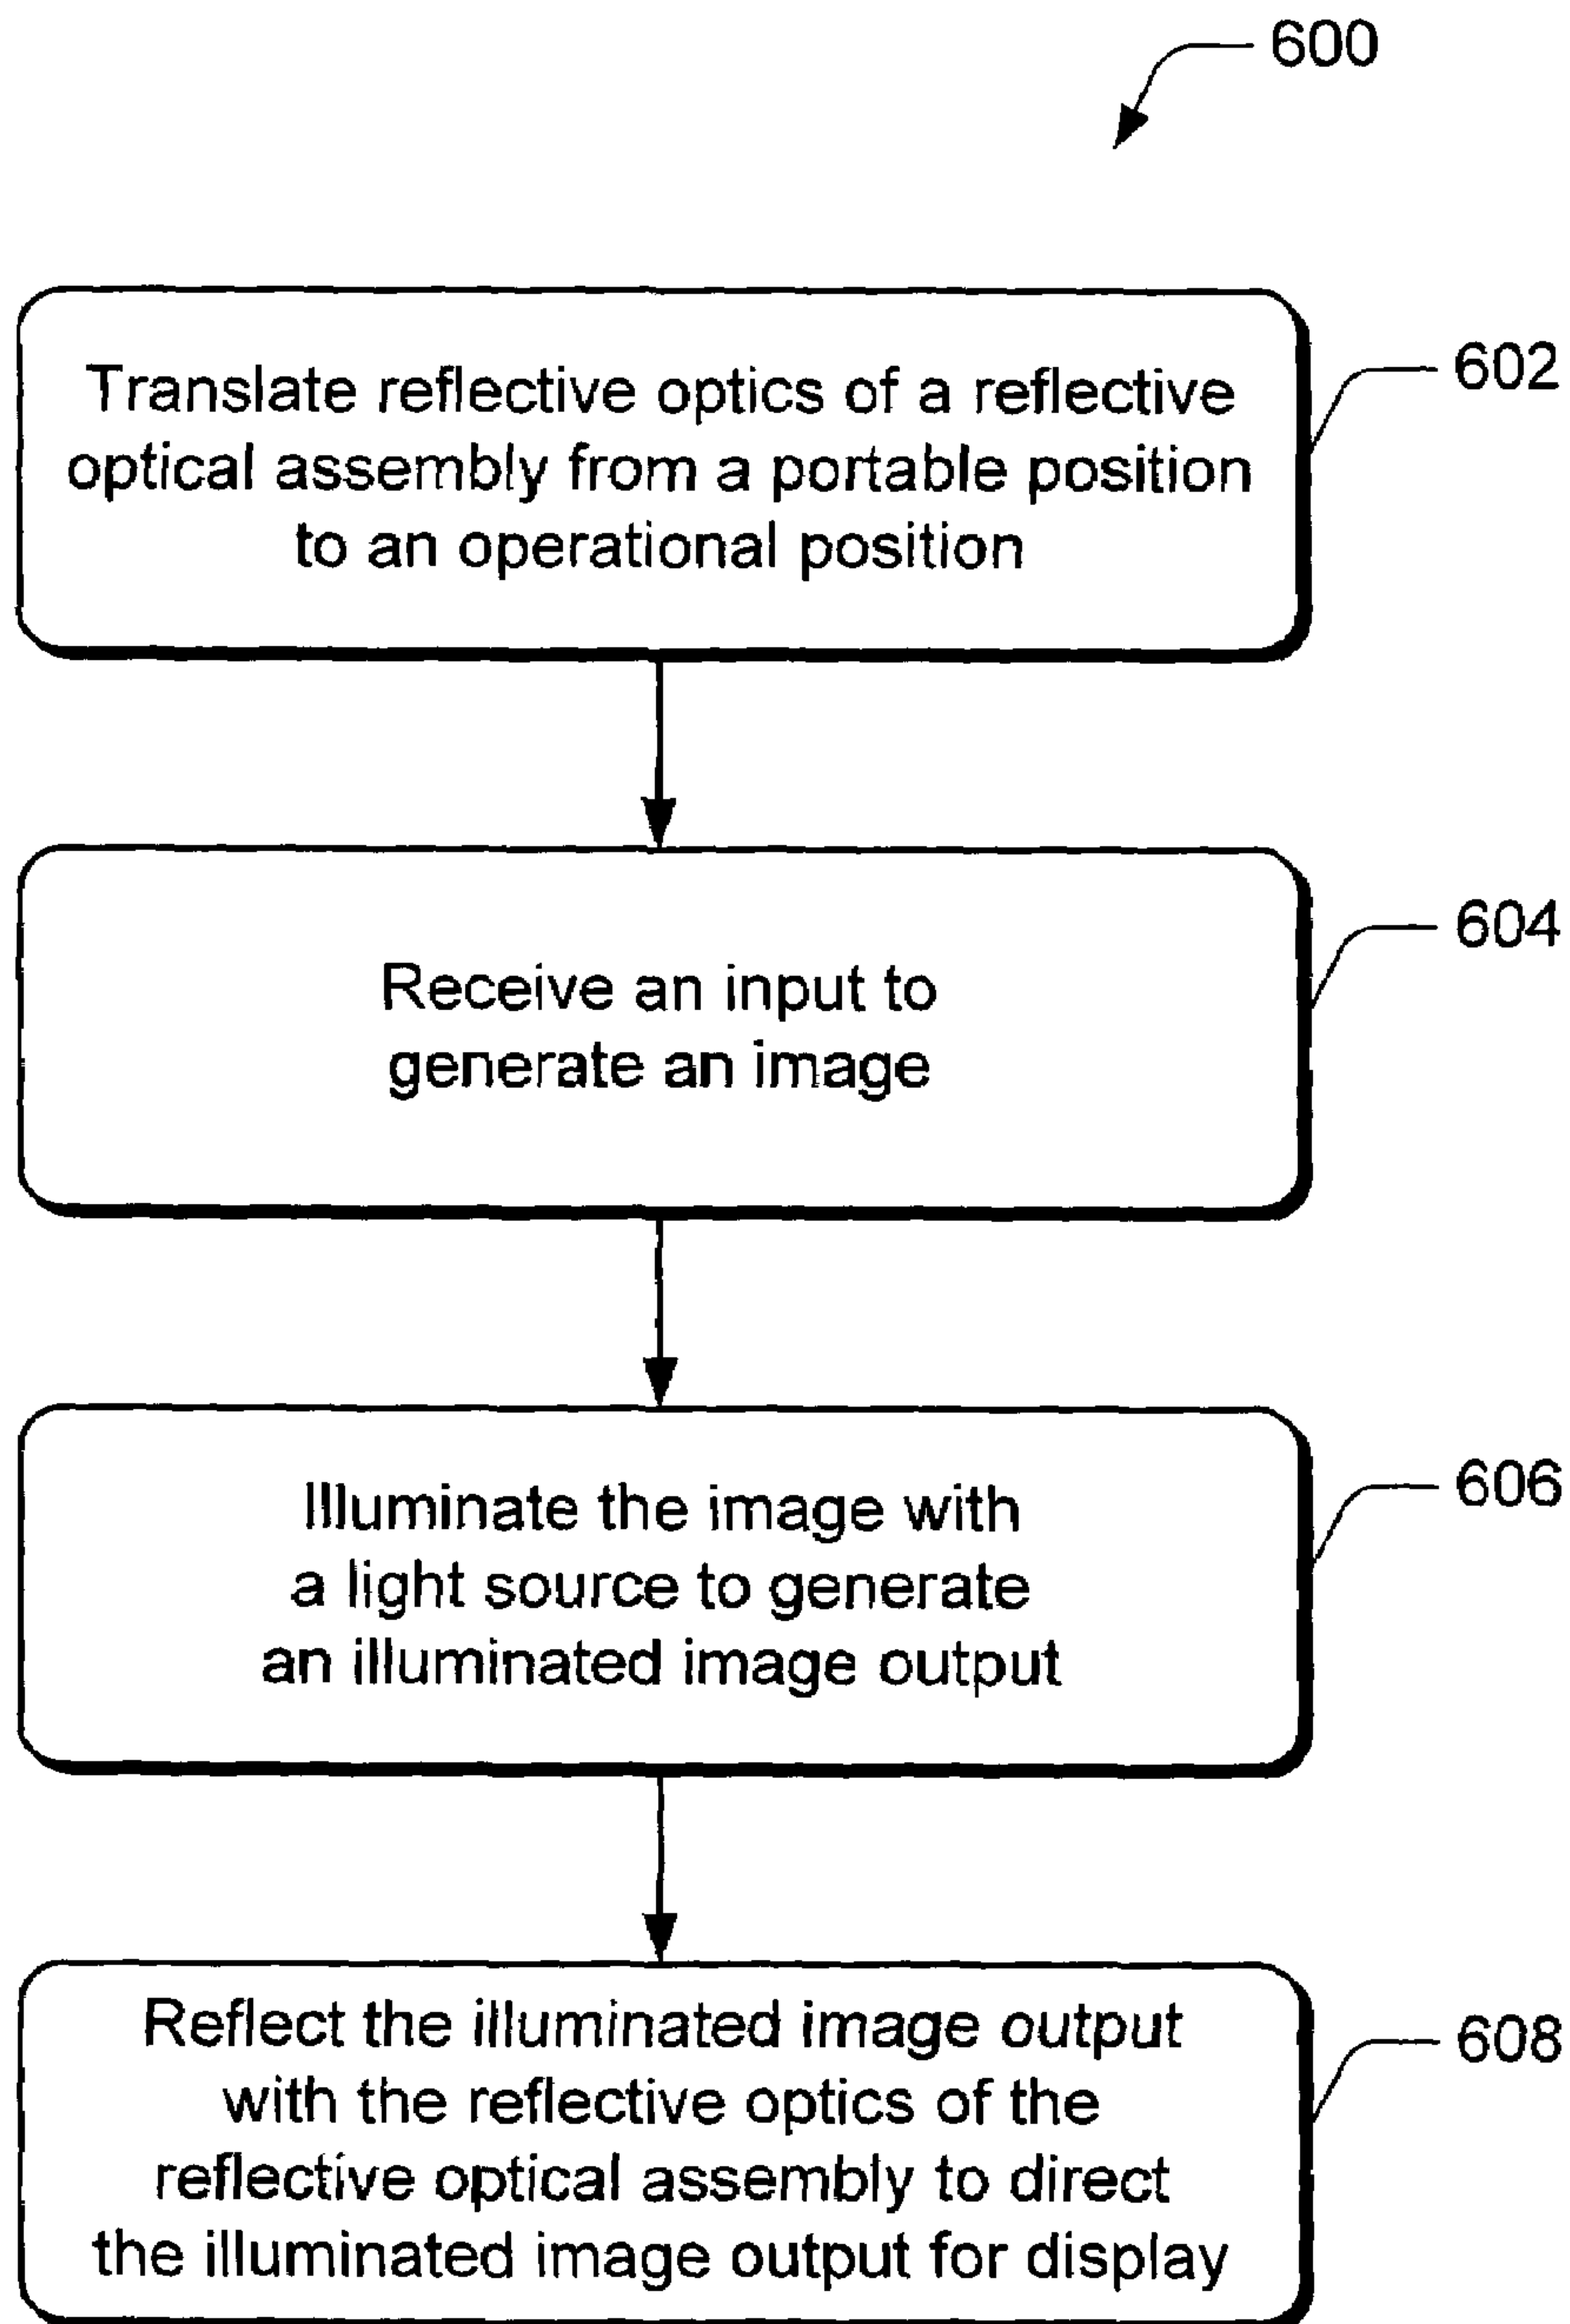 600
Translate reflective optics of a reflective
optical assembly from a portable position
to an operational position
602
Receive an input to
generate an image
604
Illuminate the image with
a light source to generate
an illuminated image output
606
Reflect the illuminated image output
with the reflective optics of the
reflective optical assembly to direct
the illuminated image output for display
608